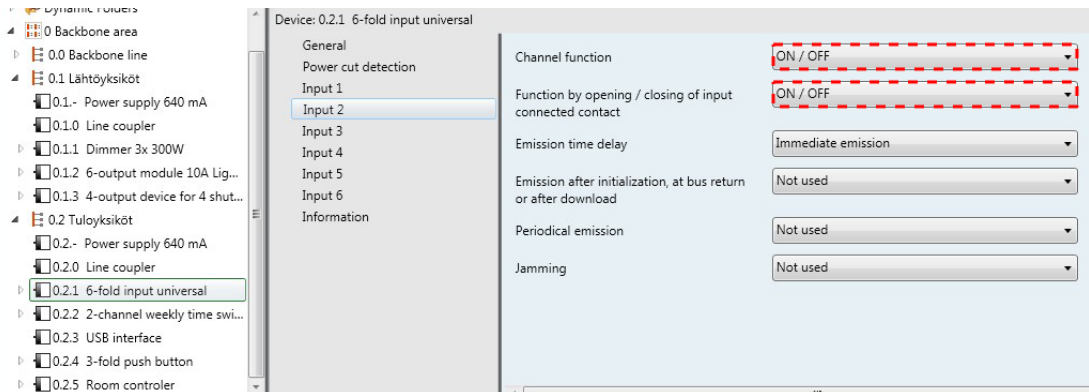 Dynamic Folders
0 Backbone area
0.0 Backbone line
0.1 Lähtöyksiköt
0.1.- Power supply 640 mA
0.1.0 Line coupler
0.1.1 Dimmer 3x 300W
0.1.2 6-output module 10A Lig...
0.1.3 4-output device for 4 shut...
0.2 Tuloyksiköt
0.2.- Power supply 640 mA
0.2.0 Line coupler
0.2.1 6-fold input universal
0.2.2 2-channel weekly time swi...
0.2.3 USB interface
0.2.4 3-fold push button
0.2.5 Room controler
Device: 0.2.1 6-fold input universal
General
Power cut detection
Input 1
Input 2
Input 3
Input 4
Input 5
Input 6
Information
Channel function
ON / OFF
Function by opening / closing of input
connected contact
ON / OFF
Emission time delay
Immediate emission
Emission after initialization, at bus return
or after download
Not used
Periodical emission
Not used
Jamming
Not used